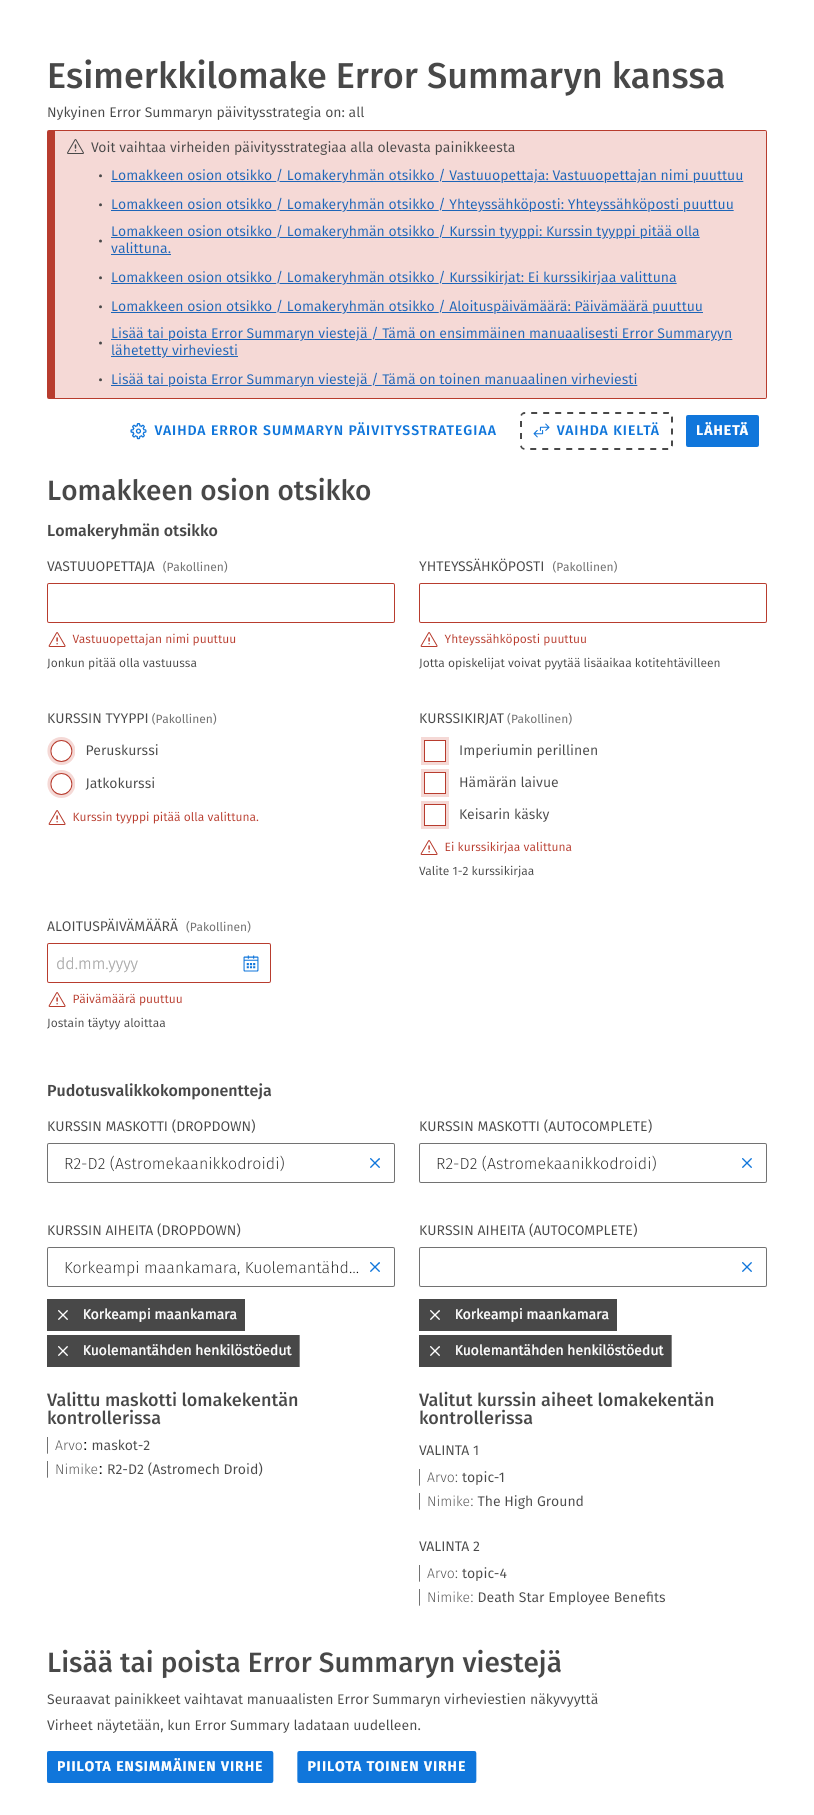 Esimerkkilomake Error Summaryn kanssa
Nykyinen Error Summaryn päivitysstrategia on: all
Voit vaihtaa virheiden päivitysstrategiaa alla olevasta painikkeesta
• Lomakkeen osion otsikko / Lomakeryhmän otsikko / Vastuuopettaja: Vastuuopettajan nimi puuttuu
• Lomakkeen osion otsikko / Lomakeryhmän otsikko / Yhteyssähköposti: Yhteyssähköposti puuttuu
• Lomakkeen osion otsikko / Lomakeryhmän otsikko / Kurssin tyyppi: Kurssin tyyppi pitää olla
valittuna.
• Lomakkeen osion otsikko / Lomakeryhmän otsikko / Kurssikirjat: Ei kurssikirjaa valittuna
• Lomakkeen osion otsikko / Lomakeryhmän otsikko / Aloituspäivämäärä: Päivämäärä puuttuu
• Lisää tai poista Error Summaryn viestejä / Tämä on ensimmäinen manuaalisesti Error Summaryyn
lähetetty virheviesti
• Lisää tai poista Error Summaryn viestejä / Tämä on toinen manuaalinen virheviesti
VAIHDA ERROR SUMMARYN PÄIVITYSSTRATEGIAA VAIHDA KIELTÄ LÄHETÄ
Lomakkeen osion otsikko
Lomakeryhmän otsikko
VASTUUOPETTAJA (Pakollinen)
Vastuuopettajan nimi puuttuu
Jonkun pitää olla vastuussa
YHTEYSSÄHKÖPOSTI (Pakollinen)
Yhteyssähköposti puuttuu
Jotta opiskelijat voivat pyytää lisäaikaa kotitehtävilleen
KURSSIN TYYPPI (Pakollinen)
Peruskurssi
Jatkokurssi
Kurssin tyyppi pitää olla valittuna.
KURSSIKIRJAT (Pakollinen)
Imperiumin perillinen
Hämärän laivue
Keisarin käsky
Ei kurssikirjaa valittuna
Valite 1-2 kurssikirjaa
ALOITUSPÄIVÄMÄÄRÄ (Pakollinen)
dd.mm.yyyy
Päivämäärä puuttuu
Jostain täytyy aloittaa
Pudotusvalikkokomponentteja
KURSSIN MASKOTTI (DROPDOWN)
R2-D2 (Astromekaanikkodroidi)
KURSSIN MASKOTTI (AUTOCOMPLETE)
R2-D2 (Astromekaanikkodroidi)
KURSSIN AIHEITA (DROPDOWN)
Korkeampi maankamara, Kuolemantähd...
Korkeampi maankamara
Kuolemantähden henkilöstöedut
KURSSIN AIHEITA (AUTOCOMPLETE)
Korkeampi maankamara
Kuolemantähden henkilöstöedut
Valittu maskotti lomakekentän
kontrollerissa
Arvo: maskot-2
Nimike: R2-D2 (Astromech Droid)
Valitut kurssin aiheet lomakekentän
kontrollerissa
VALINTA 1
Arvo: topic-1
Nimike: The High Ground
VALINTA 2
Arvo: topic-4
Nimike: Death Star Employee Benefits
Lisää tai poista Error Summaryn viestejä
Seuraavat painikkeet vaihtavat manuaalisten Error Summaryn virheviestien näkyvyyttä
Virheet näytetään, kun Error Summary ladataan uudelleen.
PIILOTA ENSIMMÄINEN VIRHE PIILOTA TOINEN VIRHE